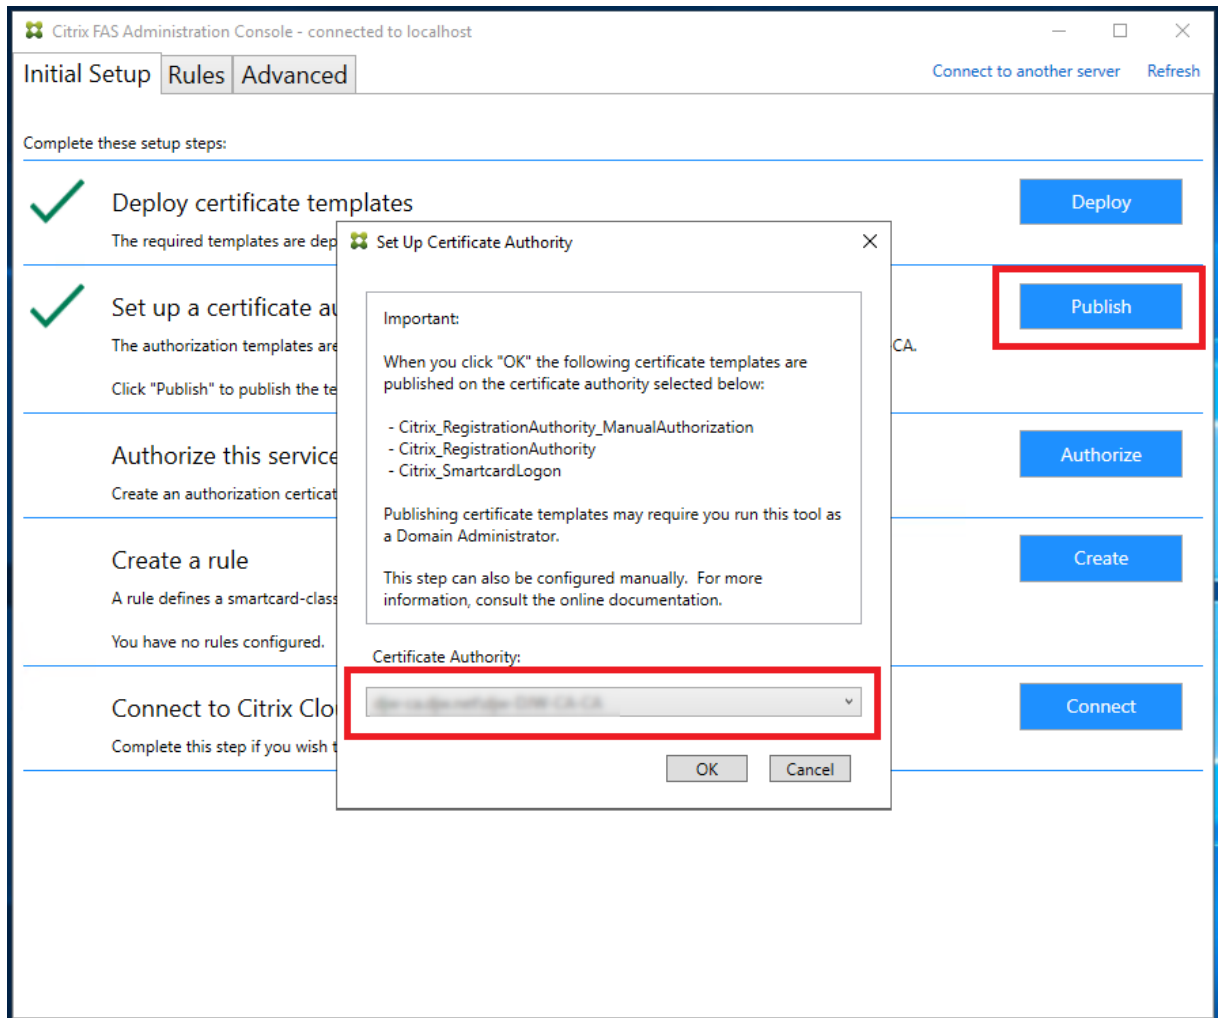 Citrix FAS Administration Console - connected to localhost
Initial Setup
Rules
Advanced
Connect to another server
Refresh
Complete these setup steps:
Deploy certificate templates
Deploy
The required templates are dep
Set Up Certificate Authority
Set up a certificate au
Publish
The authorization templates are
CA.
Click "Publish" to publish the te
Important:
When you click "OK" the following certificate templates are
published on the certificate authority selected below:
- Citrix_RegistrationAuthority_ManualAuthorization
- Citrix_RegistrationAuthority
- Citrix_SmartcardLogon
Publishing certificate templates may require you run this tool as
a Domain Administrator.
This step can also be configured manually.  For more
information, consult the online documentation.
Certificate Authority:
OK
Cancel
Authorize this service
Authorize
Create an authorization certicat
Create a rule
Create
A rule defines a smartcard-class
You have no rules configured.
Connect to Citrix Clo
Connect
Complete this step if you wish t